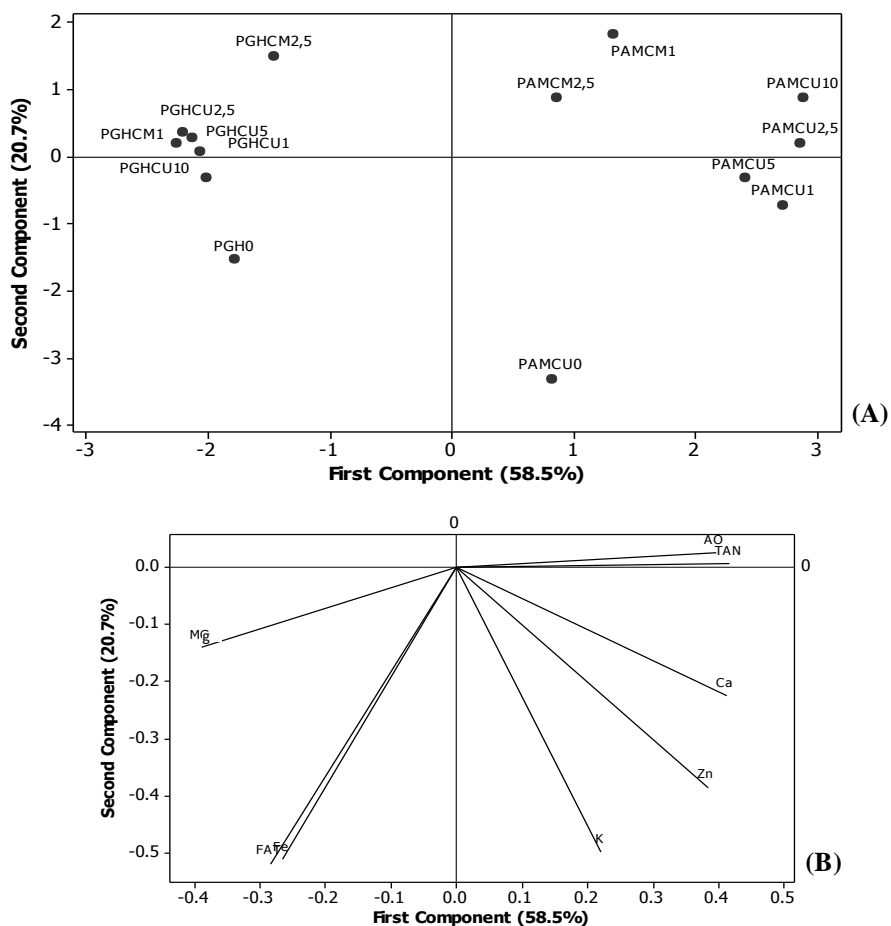 2
PGHCM2,5
PAMCM1
1
PAMCM2,5
PAMCU10
PGHCU2,5
PGHCM1
PGHCU5
PGHCU1
PAMCU2,5
0
PGHCU10
PAMCU5
PAMCU1
-1
PGH0
-2
-3
PAMCU0
-4
-3 -2 -1 0 1 2 3
First Component (58.5%)
Second Component (20.7%)
(A)
0
AO
TAN
0.0
0
Mg
-0.1
Ca
-0.2
-0.3
Zn
-0.4
K
-0.5
Fe
-0.4 -0.3 -0.2 -0.1 0.0 0.1 0.2 0.3 0.4 0.5
First Component (58.5%)
Second Component (20.7%)
(B)